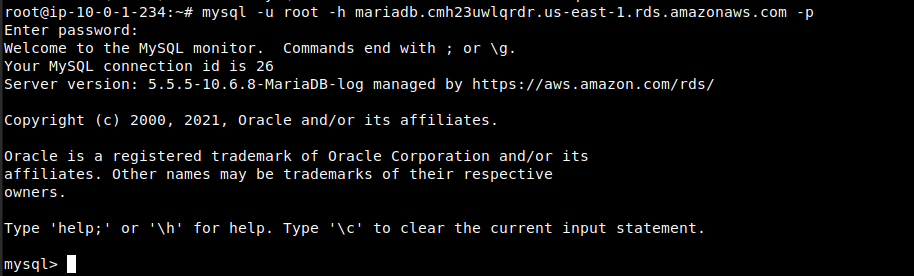 root@ip-10-0-1-234:~# mysql -u root -h mariadb.cmh23uwlqrdr.us-east-1.rds.amazonaws.com -p
Enter password:
Welcome to the MySQL monitor.  Commands end with ; or \g.
Your MySQL connection id is 26
Server version: 5.5.5-10.6.8-MariaDB-log managed by https://aws.amazon.com/rds/
Copyright (c) 2000, 2021, Oracle and/or its affiliates.
Oracle is a registered trademark of Oracle Corporation and/or its
affiliates. Other names may be trademarks of their respective
owners.
Type 'help;' or '\h' for help. Type '\c' to clear the current input statement.
mysql>